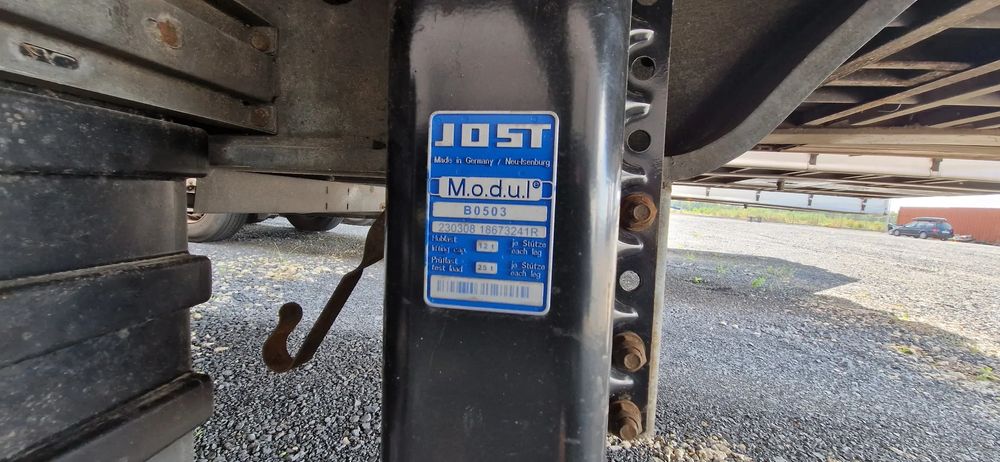 JOST
Made in Germany / Neu-Isenburg
M.o.d.u.l®
B0503
230308 18673241R
Hublast 12 t je Stütze
lifting cap. each leg
Prüflast 25 t je Stütze
test load each leg